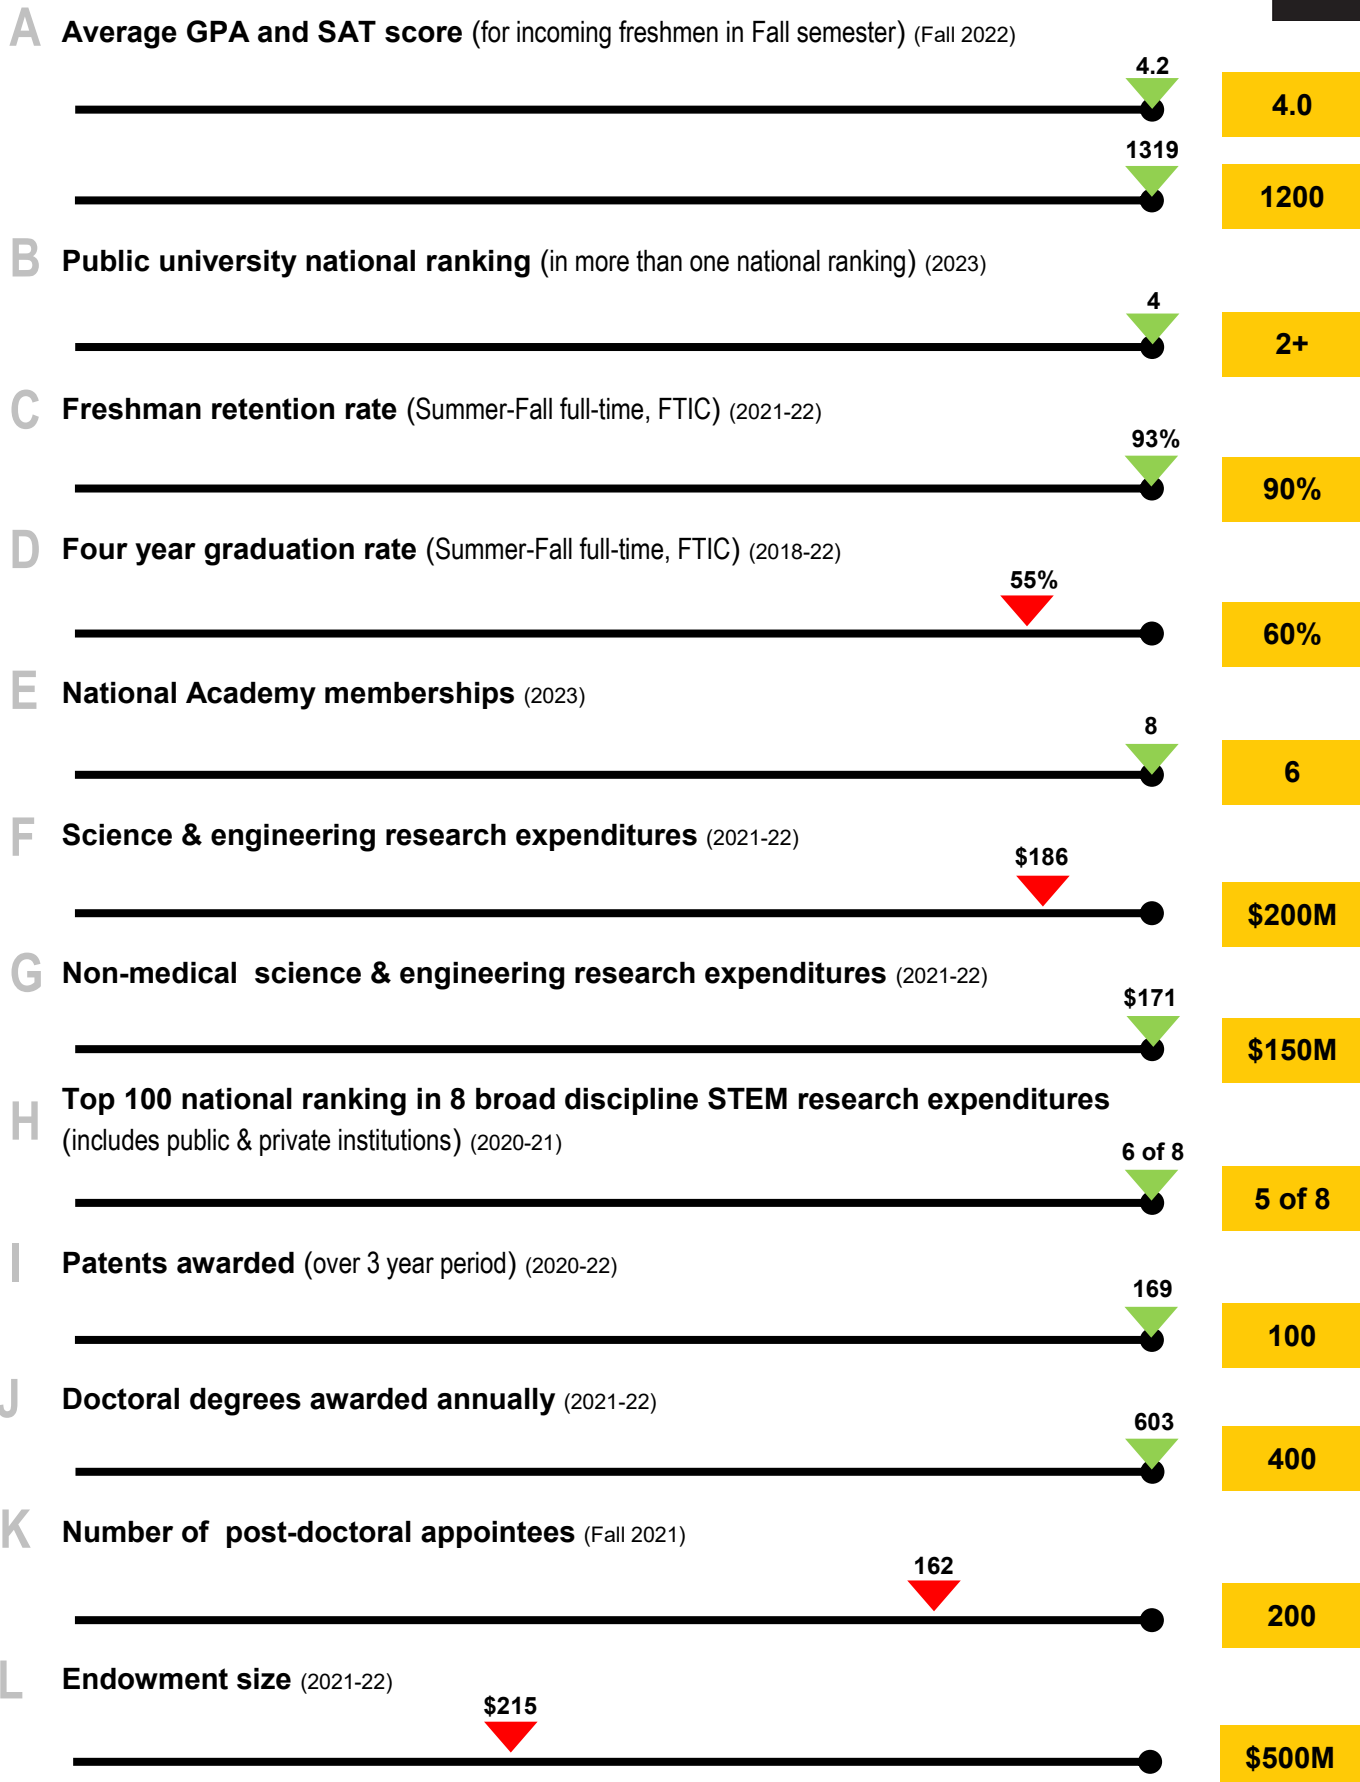 A Average GPA and SAT score (for incoming freshmen in Fall semester) (Fall 2022)
4.2
4.0
1319
1200
B Public university national ranking (in more than one national ranking) (2023)
4
2+
C Freshman retention rate (Summer-Fall full-time, FTIC) (2021-22)
93%
90%
D Four year graduation rate (Summer-Fall full-time, FTIC) (2018-22)
55%
60%
E National Academy memberships (2023)
8
6
F Science & engineering research expenditures (2021-22)
$186
$200M
G Non-medical science & engineering research expenditures (2021-22)
$171
$150M
H Top 100 national ranking in 8 broad discipline STEM research expenditures
(includes public & private institutions) (2020-21)
6 of 8
5 of 8
I Patents awarded (over 3 year period) (2020-22)
169
100
J Doctoral degrees awarded annually (2021-22)
603
400
K Number of post-doctoral appointees (Fall 2021)
162
200
L Endowment size (2021-22)
$215
$500M